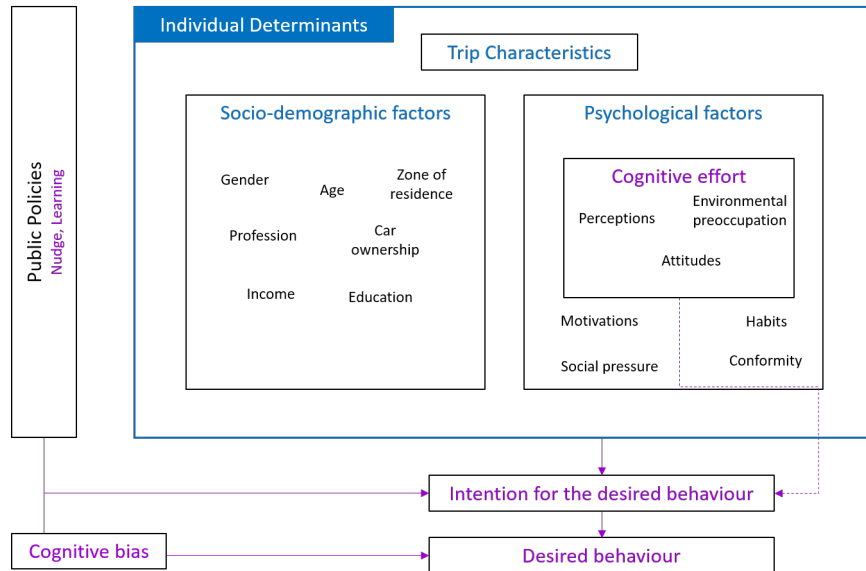 Individual Determinants
Trip Characteristics
Public Policies
Nudge, Learning
Socio-demographic factors
Gender
Age
Zone of
residence
Profession
Car
ownership
Income
Education
Psychological factors
Cognitive effort
Perceptions
Environmental
preoccupation
Attitudes
Motivations
Habits
Social pressure
Conformity
Intention for the desired behaviour
Cognitive bias
Desired behaviour